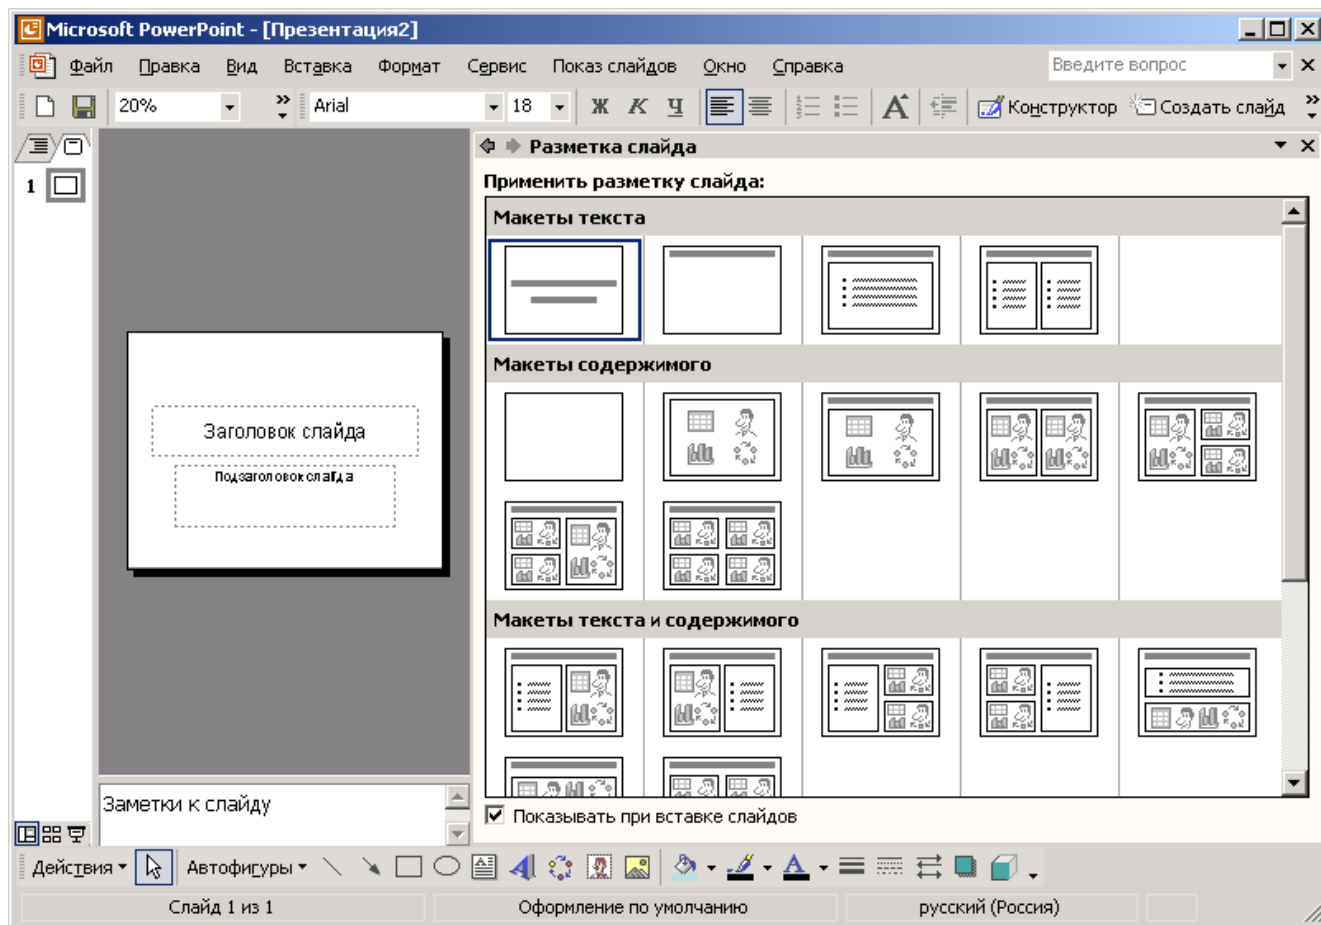 Microsoft PowerPoint - [Презентация2]
Файл Правка Вид Вставка Формат Сервис Показ слайдов Окно Справка Введите вопрос
20% Arial 18 Ж К Ч Конструктор Создать слайд
Разметка слайда
1
Применить разметку слайда:
Макеты текста
Макеты содержимого
Заголовок слайда
Подзаголовок слайда
Макеты текста и содержимого
Заметки к слайду
Показывать при вставке слайдов
Действия Автофигуры
Слайд 1 из 1 Оформление по умолчанию русский (Россия)